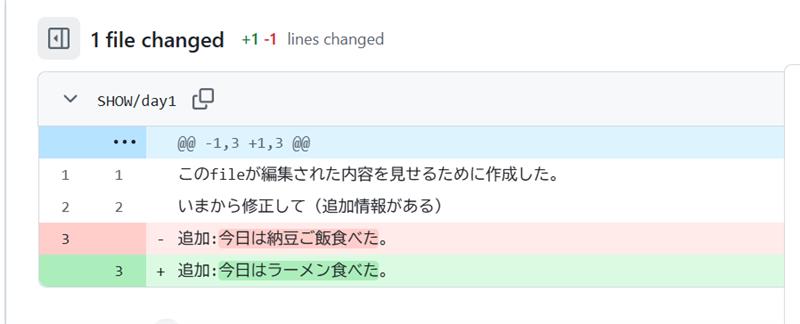 1 file changed +1 -1 lines changed
SHOW/day1
... @@ -1,3 +1,3 @@
1 1 このfileが編集された内容を見せるために作成した。
2 2 いまから修正して（追加情報がある）
3 - 追加:今日は納豆ご飯食べた。
3 + 追加:今日はラーメン食べた。